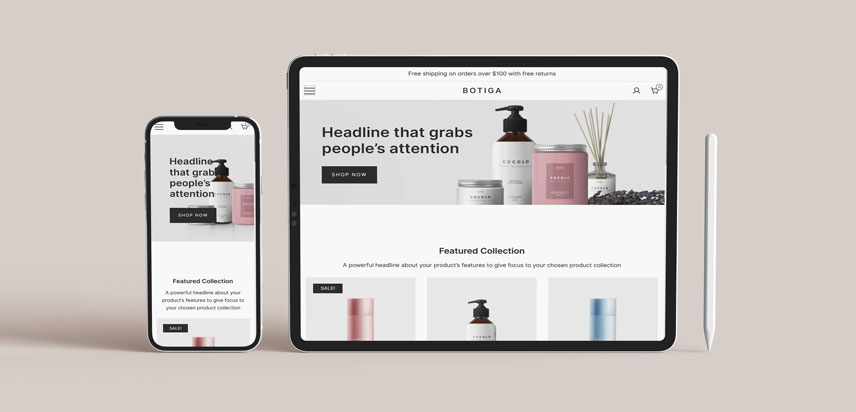 Headline
that grab
people's
attention
SHOP NOW
Featured Collection
A powerful headline about your
product's features to give focus to
your chosen product collection
SALE!
Free shipping on orders over $100 with free returns
BOTIGA
0
Headline that grabs
people's attention
SHOP NOW
COCOLO
COCOLO
COCOLO
Featured Collection
A powerful headline about your product's features to give focus to your chosen product collection
SALE!